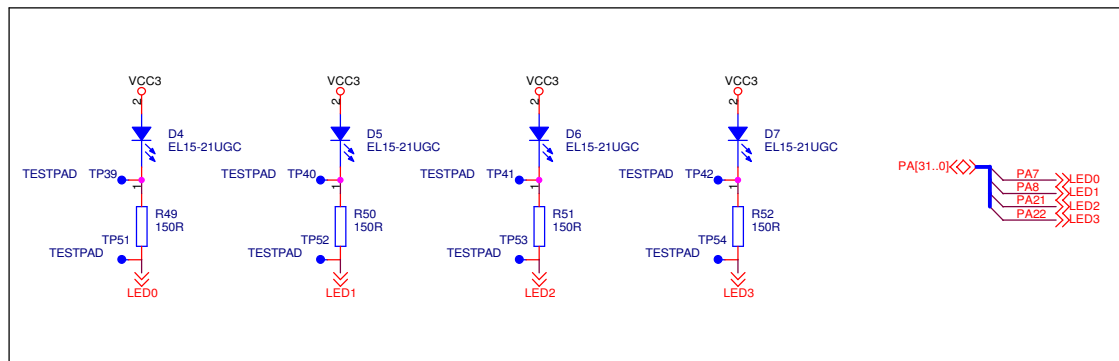 VCC3 VCC3 VCC3 VCC3
2 2 2 2
D4 D5 D6 D7
EL15-21UGC EL15-21UGC EL15-21UGC EL15-21UGC
TESTPAD TP39 TESTPAD TP40 TESTPAD TP41 TESTPAD TP42
1 1 1 1
R49 R50 R51 R52
150R 150R 150R 150R
TP51 TP52 TP53 TP54
TESTPAD TESTPAD TESTPAD TESTPAD
LED0 LED1 LED2 LED3
PA[31..0]
PA7 LED0
PA8 LED1
PA21 LED2
PA22 LED3